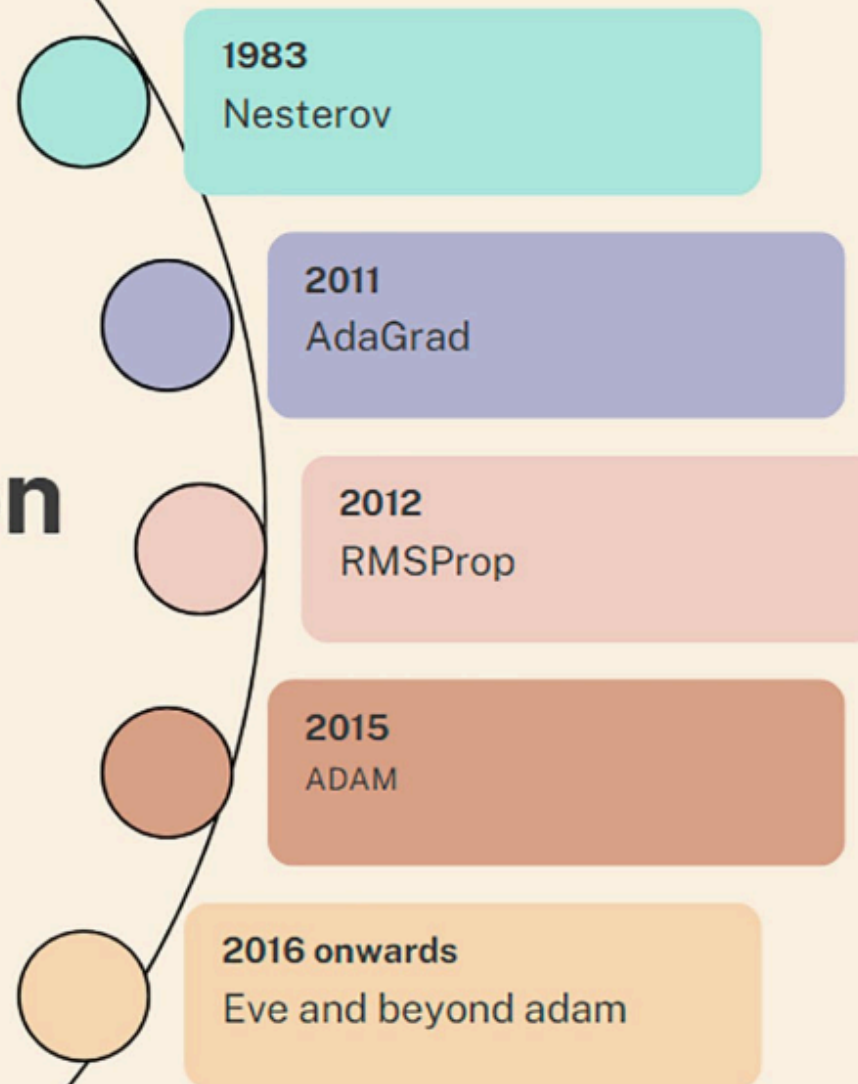 1983
Nesterov
2011
AdaGrad
n
2012
RMSProp
2015
ADAM
2016 onwards
Eve and beyond adam